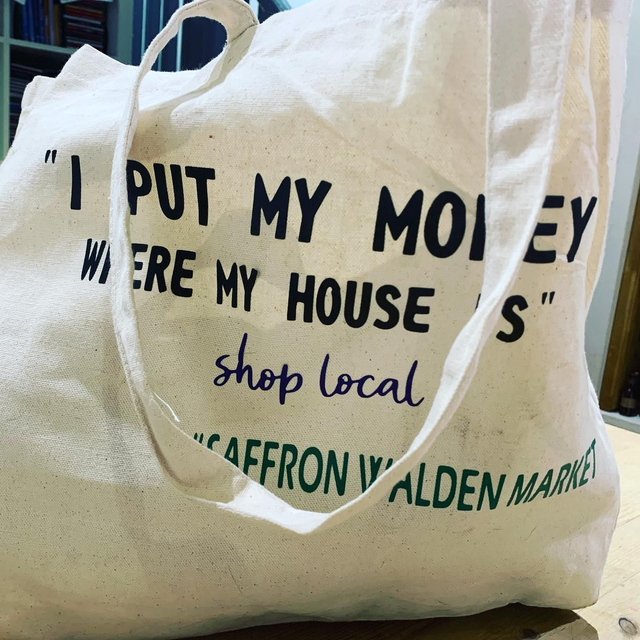 "I PUT MY MONEY
WHERE MY HOUSE IS"
shop local
"SAFFRON WALDEN MARKET